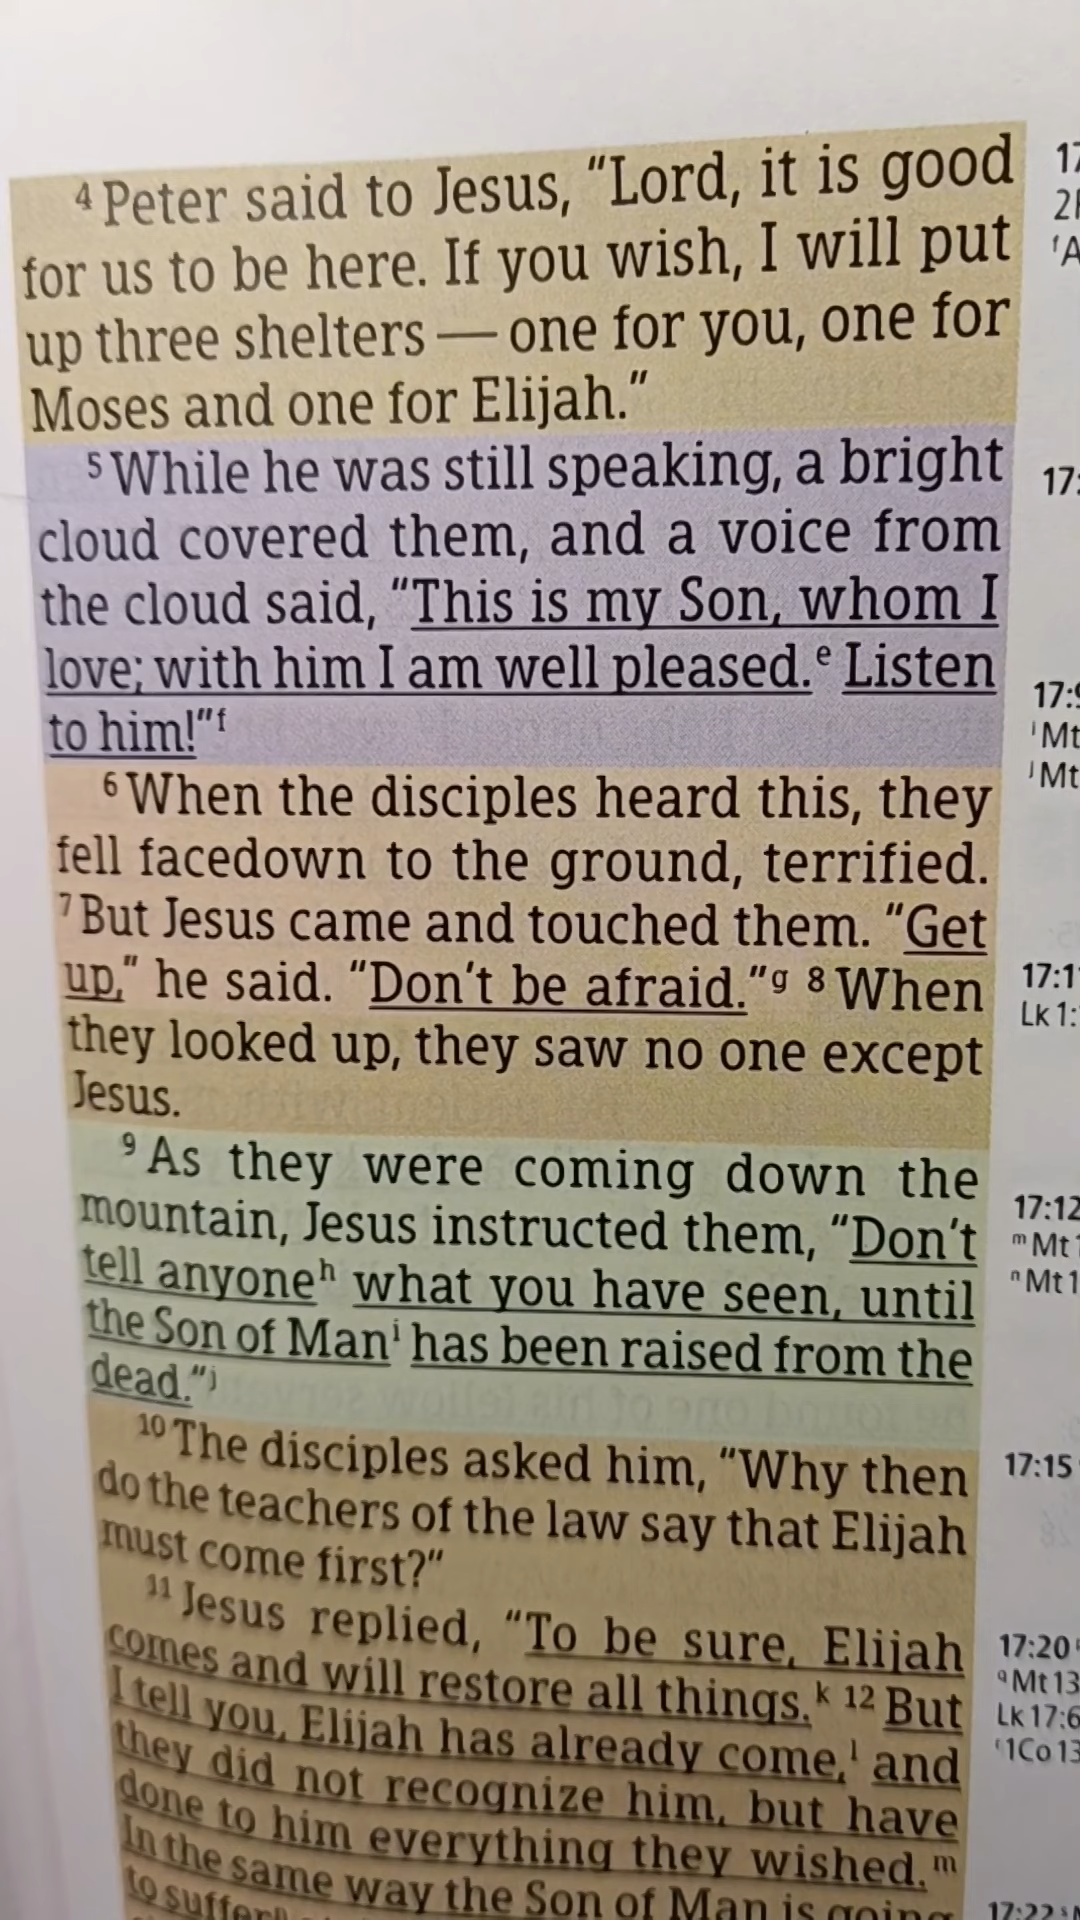 4 Peter said to Jesus, “Lord, it is good
for us to be here. If you wish, I will put
up three shelters — one for you, one for
Moses and one for Elijah.”
5 While he was still speaking, a bright
cloud covered them, and a voice from
the cloud said, “This is my Son, whom I
love; with him I am well pleased.e Listen
to him!”f
6 When the disciples heard this, they
fell facedown to the ground, terrified.
7 But Jesus came and touched them. “Get
up,” he said. “Don’t be afraid.”g 8 When
they looked up, they saw no one except
Jesus.
9 As they were coming down the
mountain, Jesus instructed them, “Don’t
tell anyoneh what you have seen, until
the Son of Mani has been raised from the
dead.”j
10 The disciples asked him, “Why then
do the teachers of the law say that Elijah
must come first?”
11 Jesus replied, “To be sure, Elijah
comes and will restore all things.k 12 But
I tell you, Elijah has already come,l and
they did not recognize him, but have
done to him everything they wished.m
In the same way the Son of Man is going
to suffer
17
fA
17:
17:9
iMt
jMt
17:1
Lk 1:
17:12
mMt 1
nMt 1
17:15
17:20
qMt 13
Lk 17:6
r1Co 13
17:22